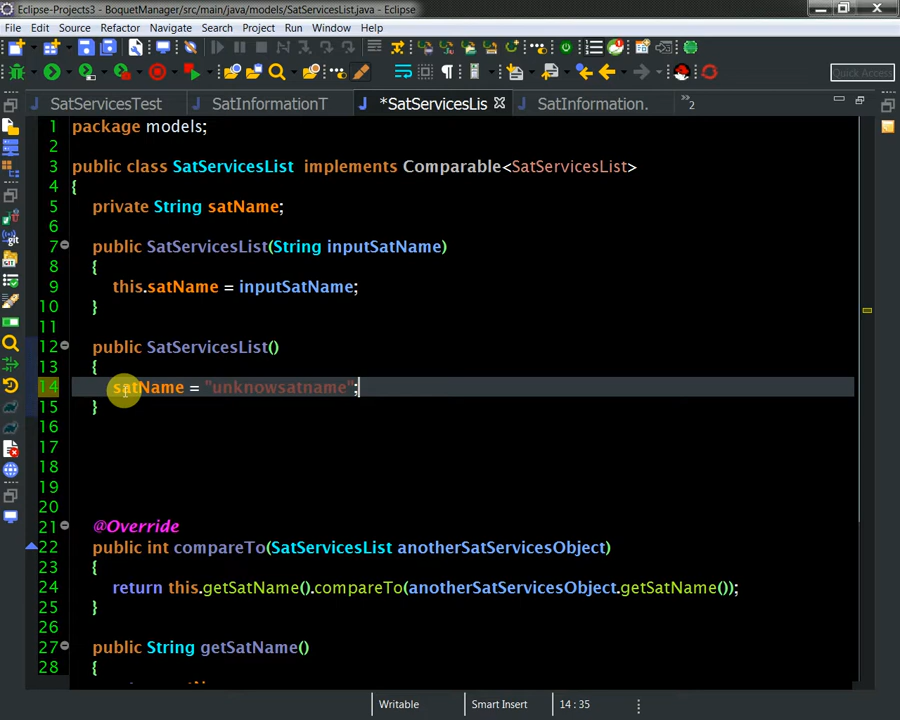 Eclipse-Projects3 - BoquetManager/src/main/java/models/SatServicesList.java - Eclipse
File Edit Source Refactor Navigate Search Project Run Window Help
Quick Access
SatServicesTest SatInformationT *SatServicesLis SatInformation. »2
1 package models;
2
3 public class SatServicesList implements Comparable<SatServicesList>
4 {
5 private String satName;
6
7 public SatServicesList(String inputSatName)
8 {
9 this.satName = inputSatName;
10 }
11
12 public SatServicesList()
13 {
14 satName = "unknowsatname";
15 }
16
17
18
19
20
21 @Override
22 public int compareTo(SatServicesList anotherSatServicesObject)
23 {
24 return this.getSatName().compareTo(anotherSatServicesObject.getSatName());
25 }
26
27 public String getSatName()
28 {
Writable Smart Insert 14 : 35